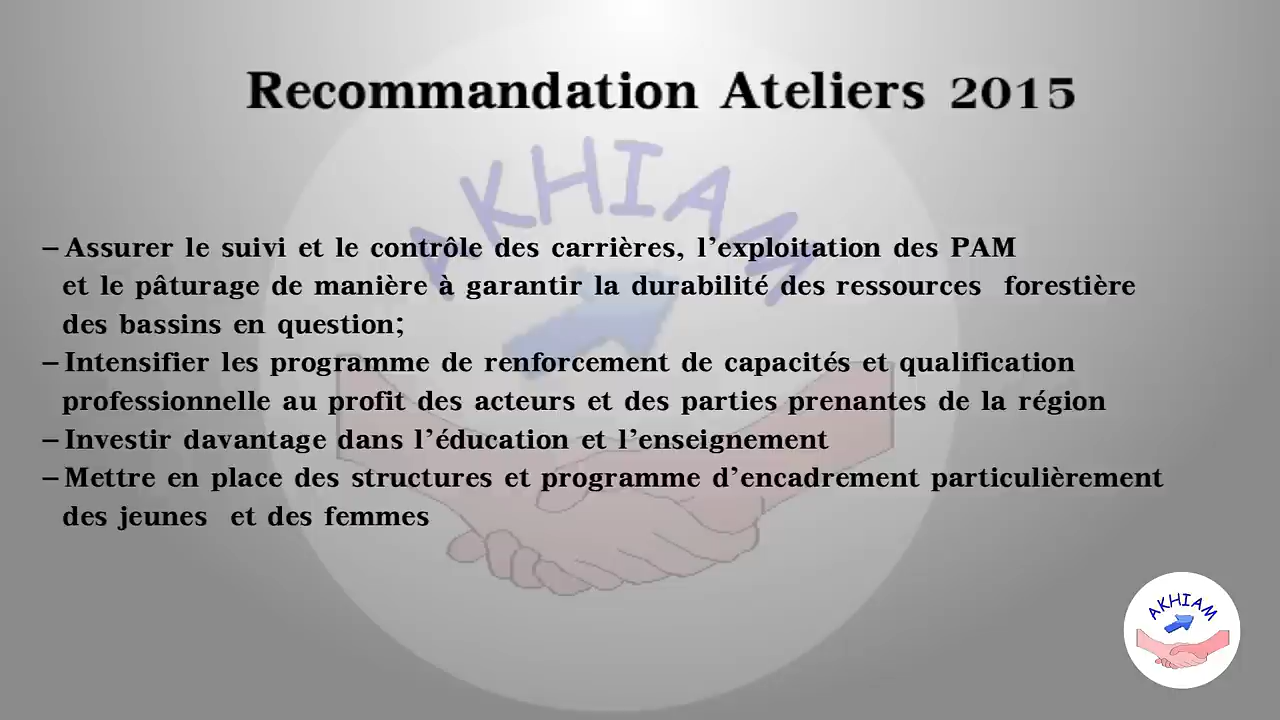 Recommandation Ateliers 2015
AKHIAM
– Assurer le suivi et le contrôle des carrières, l'exploitation des PAM
et le pâturage de manière à garantir la durabilité des ressources forestière
des bassins en question;
– Intensifier les programme de renforcement de capacités et qualification
professionnelle au profit des acteurs et des parties prenantes de la région
– Investir davantage dans l'éducation et l'enseignement
– Mettre en place des structures et programme d'encadrement particulièrement
des jeunes et des femmes
AKHIAM